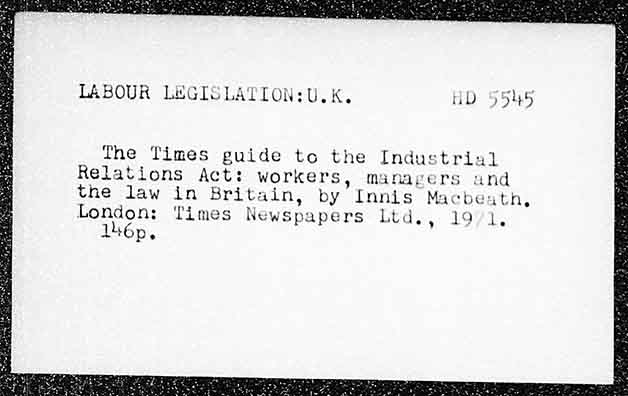 LABOUR LEGISLATION:U.K. HD 5545
The Times guide to the Industrial
Relations Act: workers, managers and
the law in Britain, by Innis Macbeath.
London: Times Newspapers Ltd., 1971.
146p.